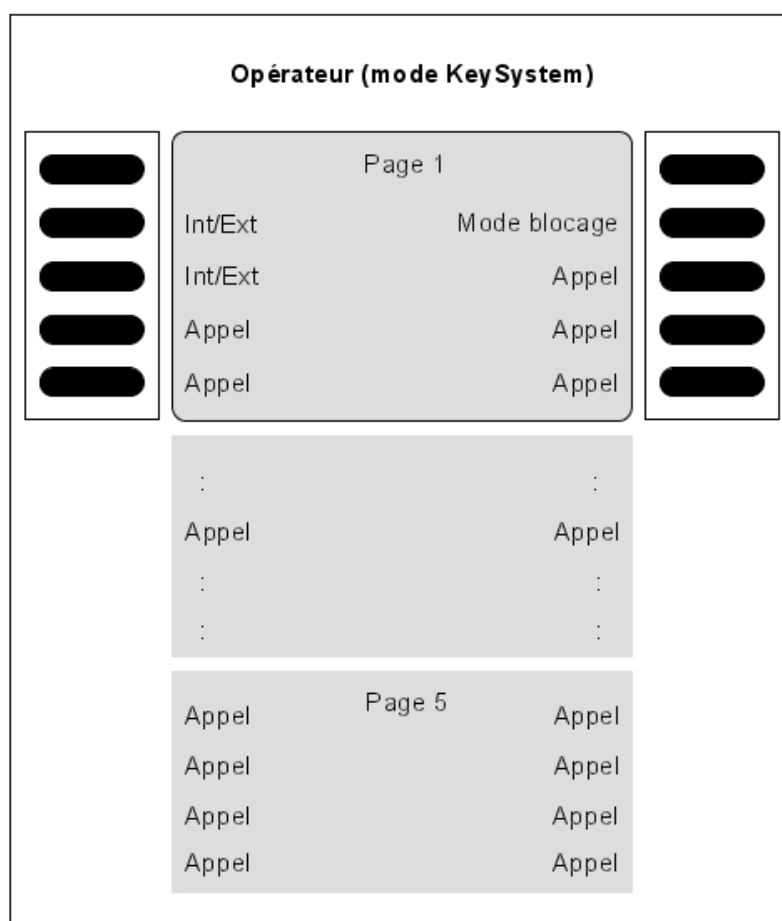 Opérateur (mode KeySystem)
Page 1
Int/Ext Mode blocage
Int/Ext Appel
Appel Appel
Appel Appel
: :
Appel Appel
: :
: :
Page 5
Appel Appel
Appel Appel
Appel Appel
Appel Appel